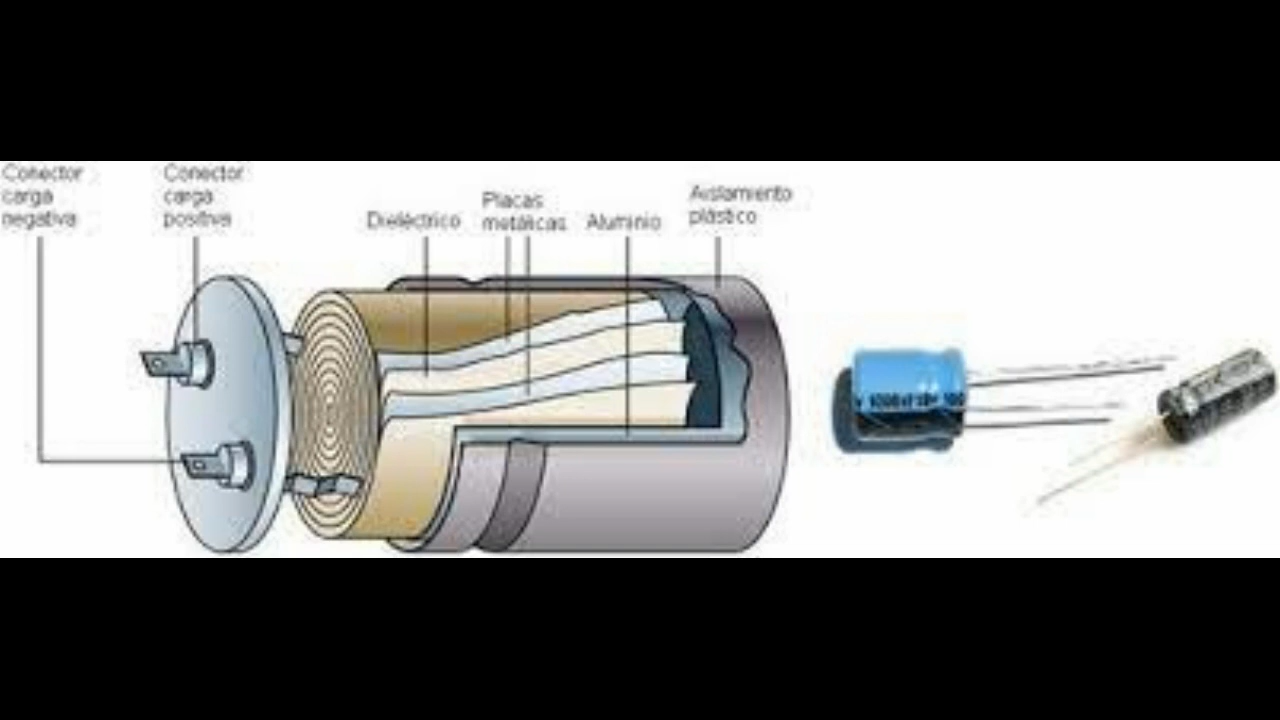 Conector
carga
negativa
Conector
carga
positiva
Dieléctrico
Placas
metálicas
Aluminio
Aislamiento
plástico